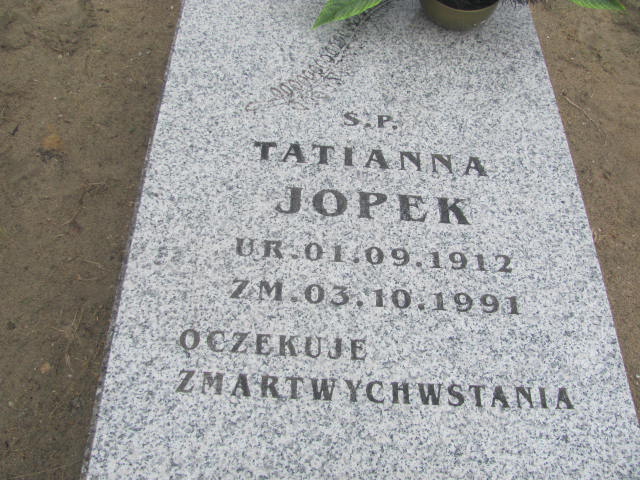 S.P.
TATIANNA
JOPEK
UR.01.09.1912
ZM.03.10.1991
OCZEKUJE
ZMARTWYCHWSTANIA